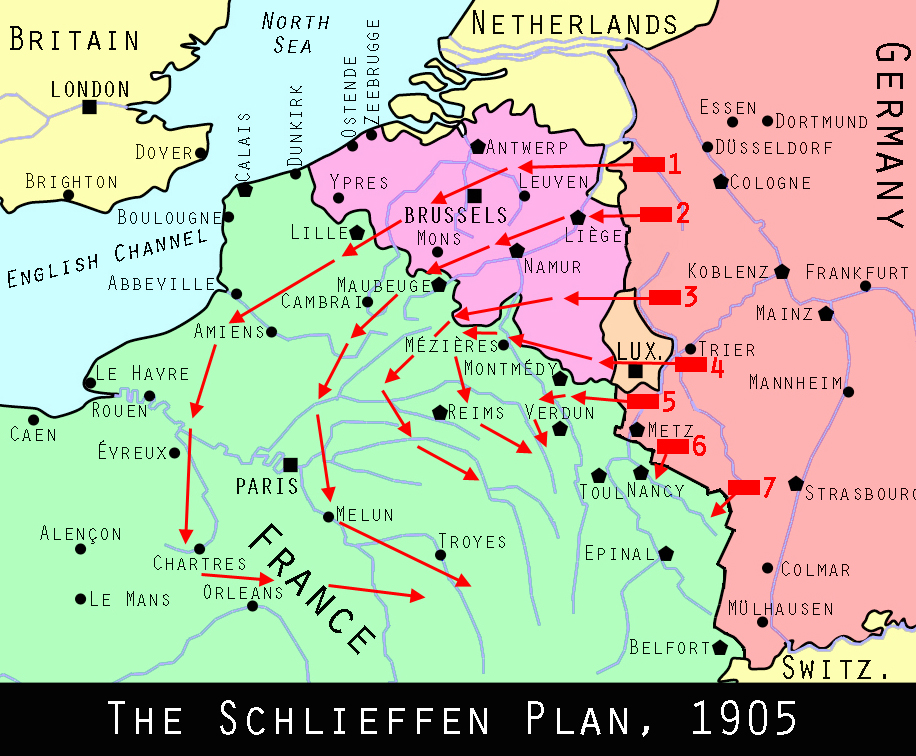 BRITAIN
NORTH
SEA
NETHERLANDS
GERMANY
LONDON
DOVER
BRIGHTON
CALAIS
DUNKIRK
OSTENDE
ZEEBRUGGE
ANTWERP
ESSEN
DORTMUND
DÜSSELDORF
COLOGNE
1
YPRES
LEUVEN
BRUSSELS
2
BOULOUGNE
LILLE
MONS
LIÈGE
ENGLISH CHANNEL
NAMUR
KOBLENZ
FRANKFURT
ABBEVILLE
MAUBEUGE
CAMBRAI
3
MAINZ
AMIENS
MÉZIÈRES
LUX.
TRIER
4
MONTMÉDY
LE HAVRE
MANNHEIM
ROUEN
REIMS
VERDUN
5
CAEN
METZ
6
ÉVREUX
PARIS
TOUL
NANCY
7
STRASBOURG
MELUN
ALENÇON
CHARTRES
TROYES
EPINAL
FRANCE
COLMAR
LE MANS
ORLEANS
MÜLHAUSEN
BELFORT
SWITZ.
THE SCHLIEFFEN PLAN, 1905